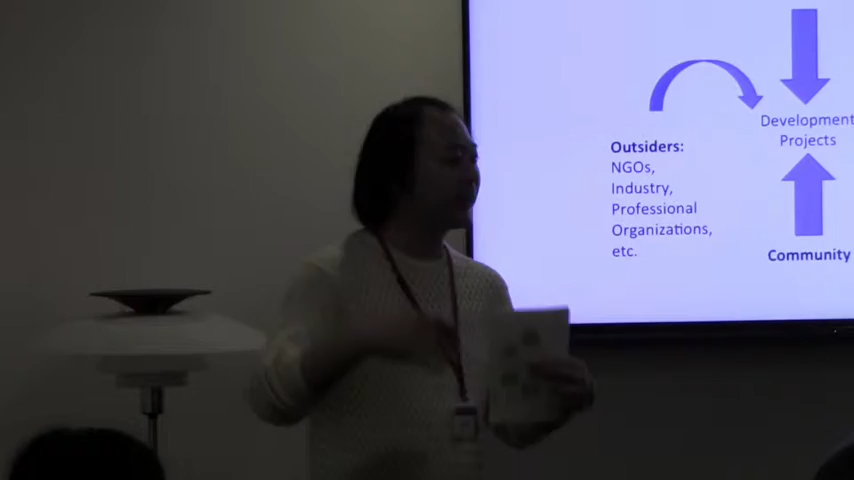 Development
Projects
Outsiders:
NGOs,
Industry,
Professional
Organizations,
etc.
Community